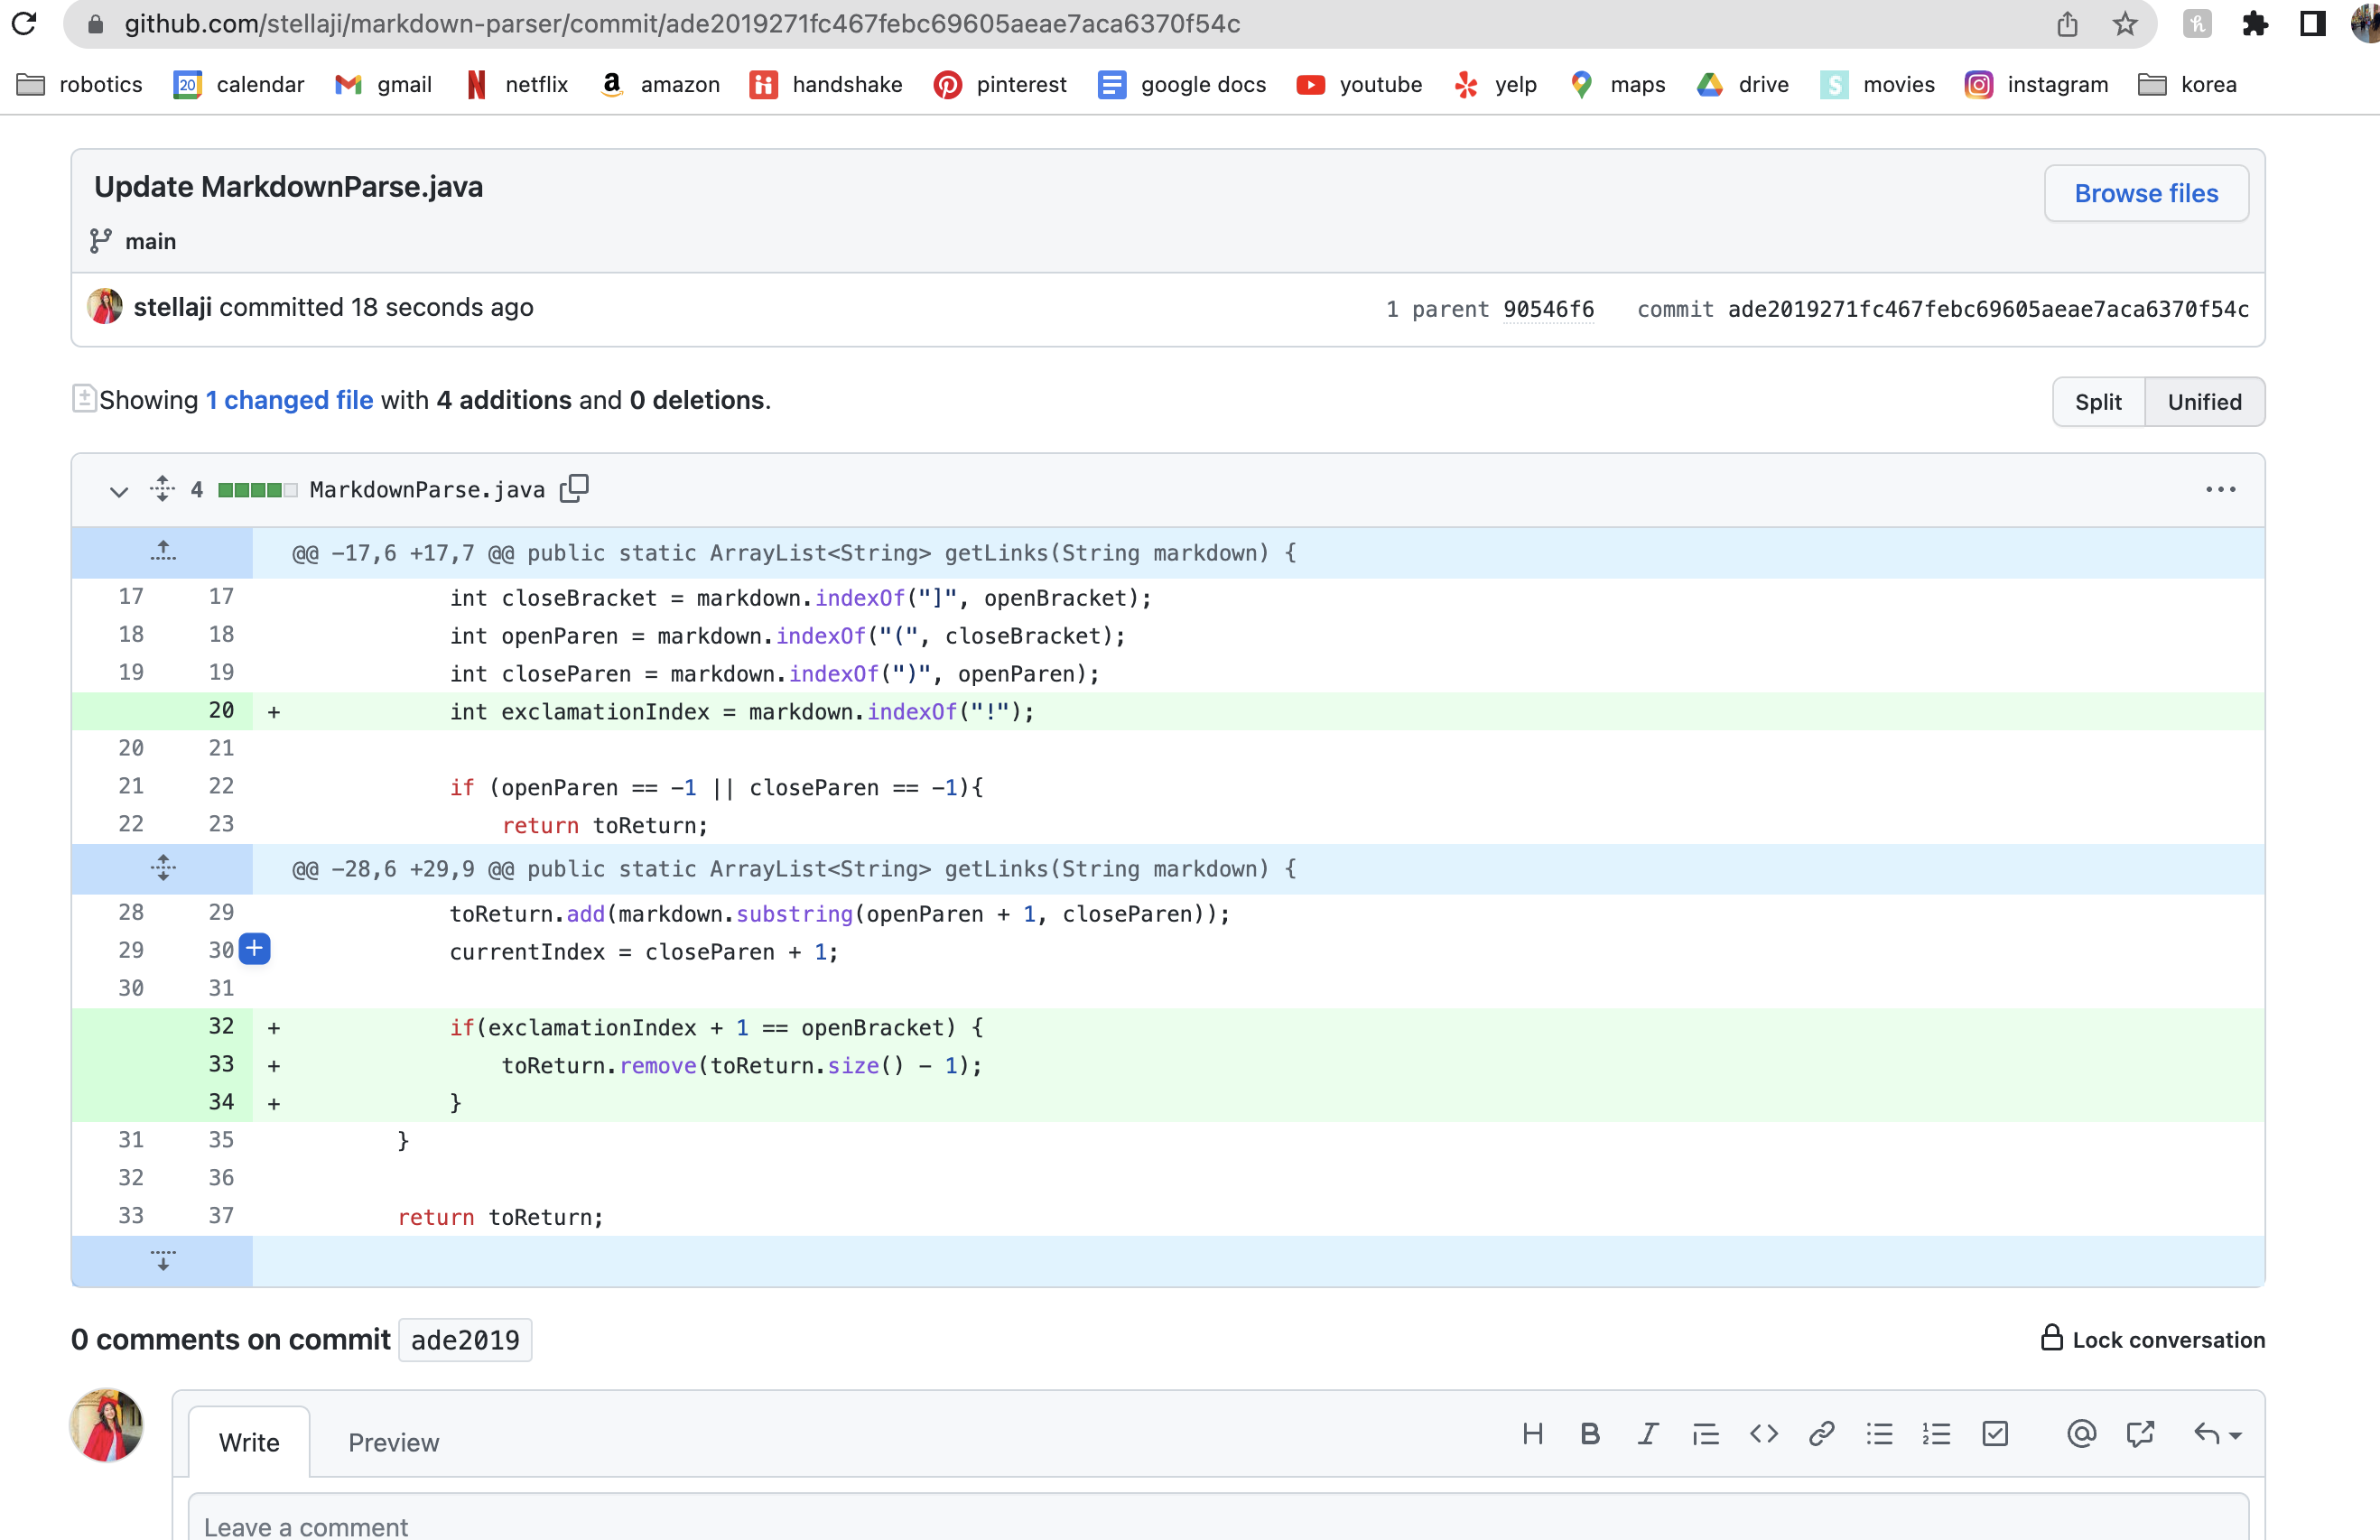 github.com/stellaji/markdown-parser/commit/ade2019271fc467febc69605aeae7aca6370f54c
robotics 20 calendar gmail netflix amazon handshake pinterest google docs youtube yelp maps drive S movies instagram korea
Update MarkdownParse.java
Browse files
main
stellaji committed 18 seconds ago 1 parent 90546f6 commit ade2019271fc467febc69605aeae7aca6370f54c
Showing 1 changed file with 4 additions and 0 deletions. Split Unified
4 MarkdownParse.java
@@ -17,6 +17,7 @@ public static ArrayList<String> getLinks(String markdown) {
17 17 int closeBracket = markdown.indexOf("]", openBracket);
18 18 int openParen = markdown.indexOf("(", closeBracket);
19 19 int closeParen = markdown.indexOf(")", openParen);
20 + int exclamationIndex = markdown.indexOf("!");
20 21
21 22 if (openParen == -1 || closeParen == -1){
22 23 return toReturn;
@@ -28,6 +29,9 @@ public static ArrayList<String> getLinks(String markdown) {
28 29 toReturn.add(markdown.substring(openParen + 1, closeParen));
29 30 currentIndex = closeParen + 1;
30 31
32 + if(exclamationIndex + 1 == openBracket) {
33 + toReturn.remove(toReturn.size() - 1);
34 + }
31 35 }
32 36
33 37 return toReturn;
0 comments on commit ade2019 Lock conversation
Write Preview
Leave a comment